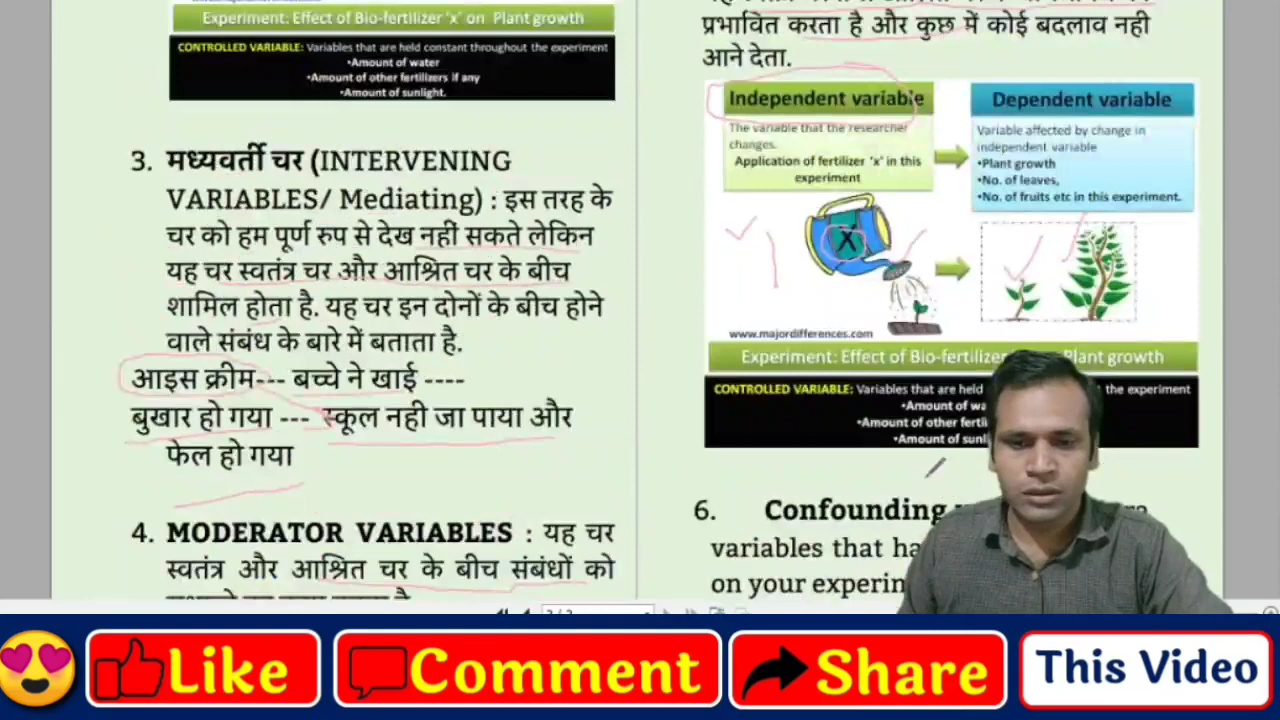 Experiment: Effect of Bio-fertilizer 'x' on Plant growth
CONTROLLED VARIABLE: Variables that are held constant throughout the experiment
•Amount of water
•Amount of other fertilizers if any
•Amount of sunlight.
3. मध्यवर्ती चर (INTERVENING
VARIABLES/ Mediating) : इस तरह के
चर को हम पूर्ण रुप से देख नहीं सकते लेकिन
यह चर स्वतंत्र चर और आश्रित चर के बीच
शामिल होता है. यह चर इन दोनों के बीच होने
वाले संबंध के बारे में बताता है.
आइस क्रीम--- बच्चे ने खाई ----
बुखार हो गया --- स्कूल नही जा पाया और
फेल हो गया
4. MODERATOR VARIABLES : यह चर
स्वतंत्र और आश्रित चर के बीच संबंधों को
प्रभावित करता है और कुछ में कोई बदलाव नही
आने देता.
Independent variable
The variable that the researcher
changes.
Application of fertilizer 'x' in this
experiment
Dependent variable
Variable affected by change in
independent variable
•Plant growth
•No. of leaves,
•No. of fruits etc in this experiment.
X
www.majordifferences.com
Experiment: Effect of Bio-fertilizer Plant growth
CONTROLLED VARIABLE: Variables that are held the experiment
•Amount of
•Amount of other
•Amount of
6. Confounding
variables that
on your
Like
Comment
Share
This Video